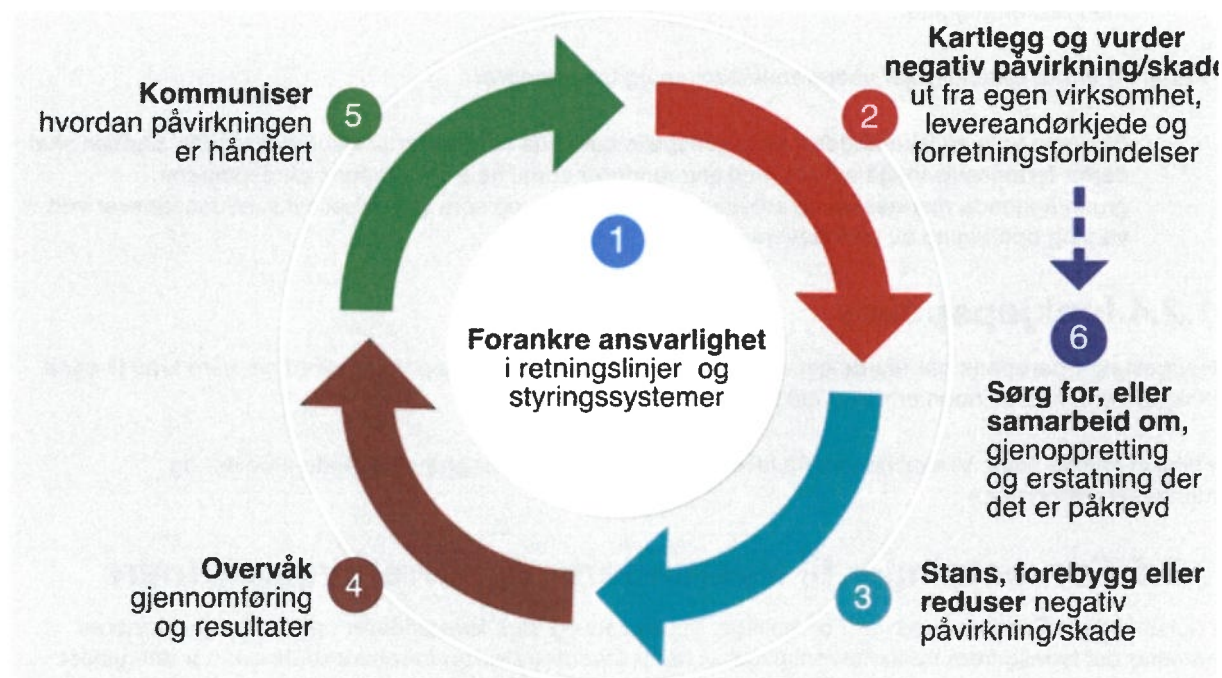 1
Forankre ansvarlighet
i retningslinjer og
styringssystemer
2
Kartlegg og vurder
negativ påvirkning/skade
ut fra egen virksomhet,
levereandørkjede og
forretningsforbindelser
3
Stans, forebygg eller
reduser negativ
påvirkning/skade
4
Overvåk
gjennomføring
og resultater
5
Kommuniser
hvordan påvirkningen
er håndtert
6
Sørg for, eller
samarbeid om,
gjenoppretting
og erstatning der
det er påkrevd